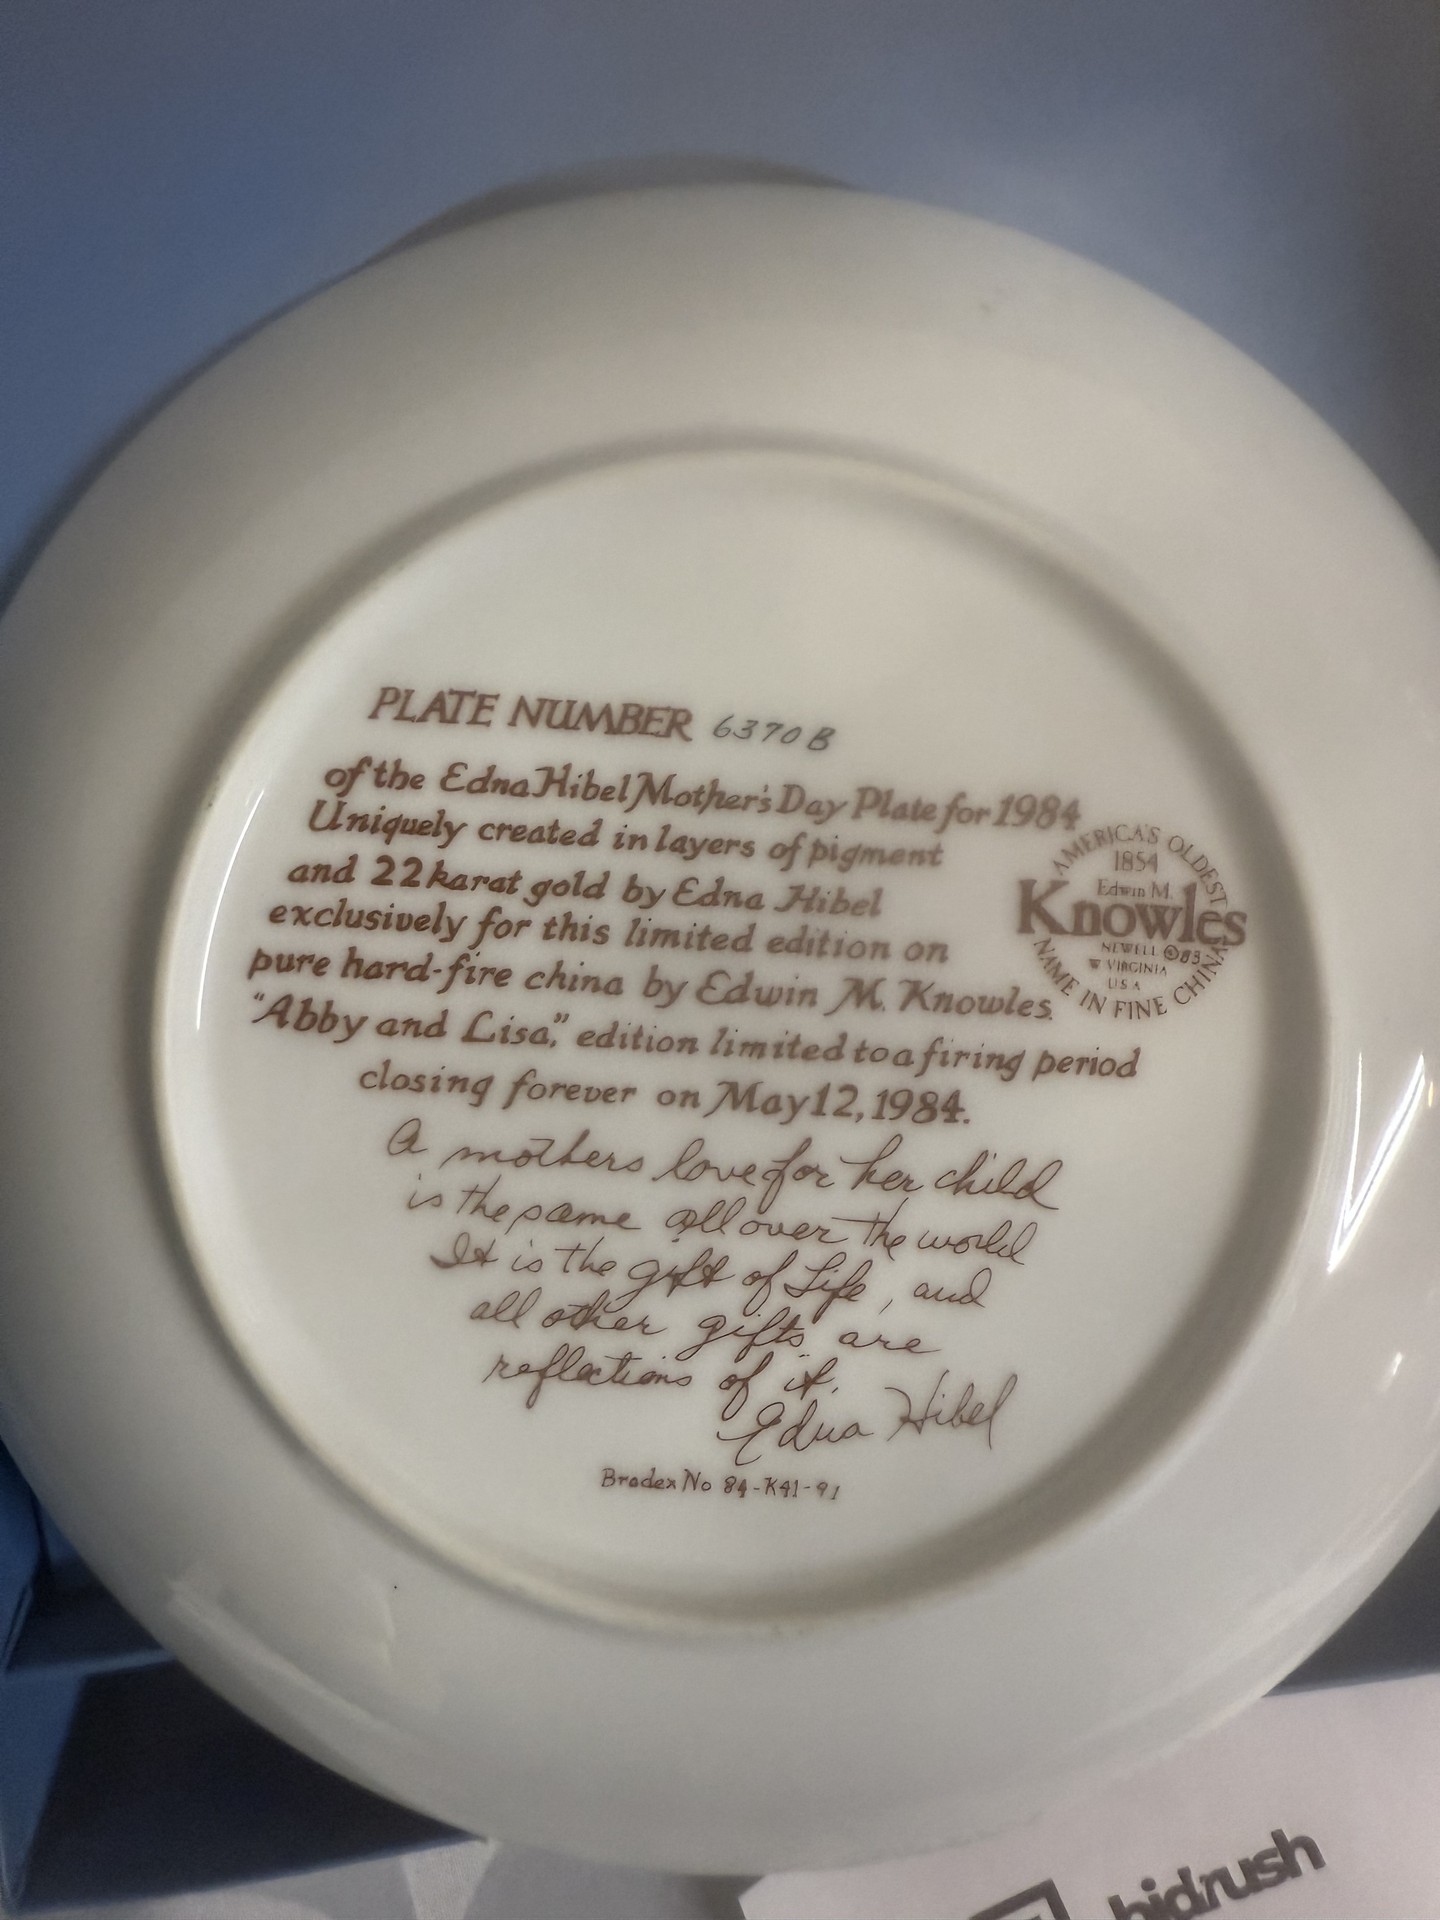 PLATE NUMBER 6370 B
of the Edna Hibel Mother's Day Plate for 1984
Uniquely created in layers of pigment
and 22 karat gold by Edna Hibel
exclusively for this limited edition on
pure hard-fire china by Edwin M. Knowles.
"Abby and Lisa," edition limited to a firing period
closing forever on May 12, 1984.
A mothers love for her child
is the same all over the world
It is the gift of Life, and
all other gifts are
reflections of it.
Edna Hibel
Bradex No 84-K41-91
AMERICA'S OLDEST
1854
Edwin M.
Knowles
NEWELL ©83
W VIRGINIA
USA
NAME IN FINE CHINA
bidrush